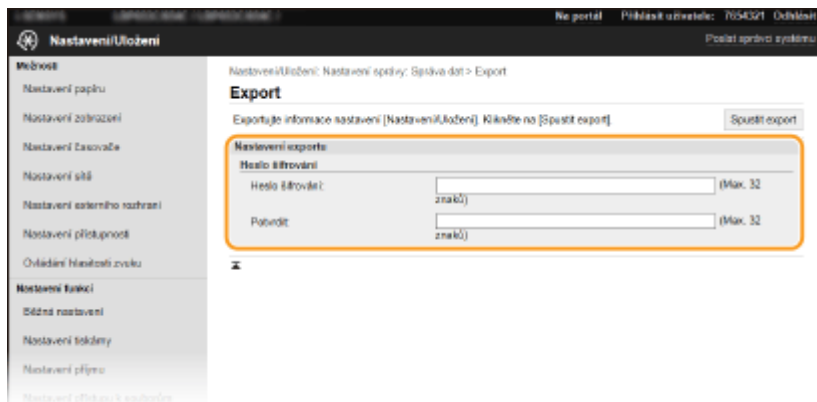 Na portál Přihlásit uživatele: 7654321 Odhlásit
Nastavení/Uložení
Poslat správci systému
Možnosti
Nastavení papíru
Nastavení zobrazení
Nastavení časovače
Nastavení sítě
Nastavení externího rozhraní
Nastavení přístupnosti
Ovládání hlasitosti zvuku
Nastavení funkcí
Běžná nastavení
Nastavení tiskárny
Nastavení příjmu
Nastavení přístupu k souborům
Nastavení/Uložení: Nastavení správy: Správa dat > Export
Export
Exportujte informace nastavení [Nastavení/Uložení]. Klikněte na [Spustit export].
Spustit export
Nastavení exportu
Heslo šifrování
Heslo šifrování:
(Max. 32
znaků)
Potvrdit:
(Max. 32
znaků)